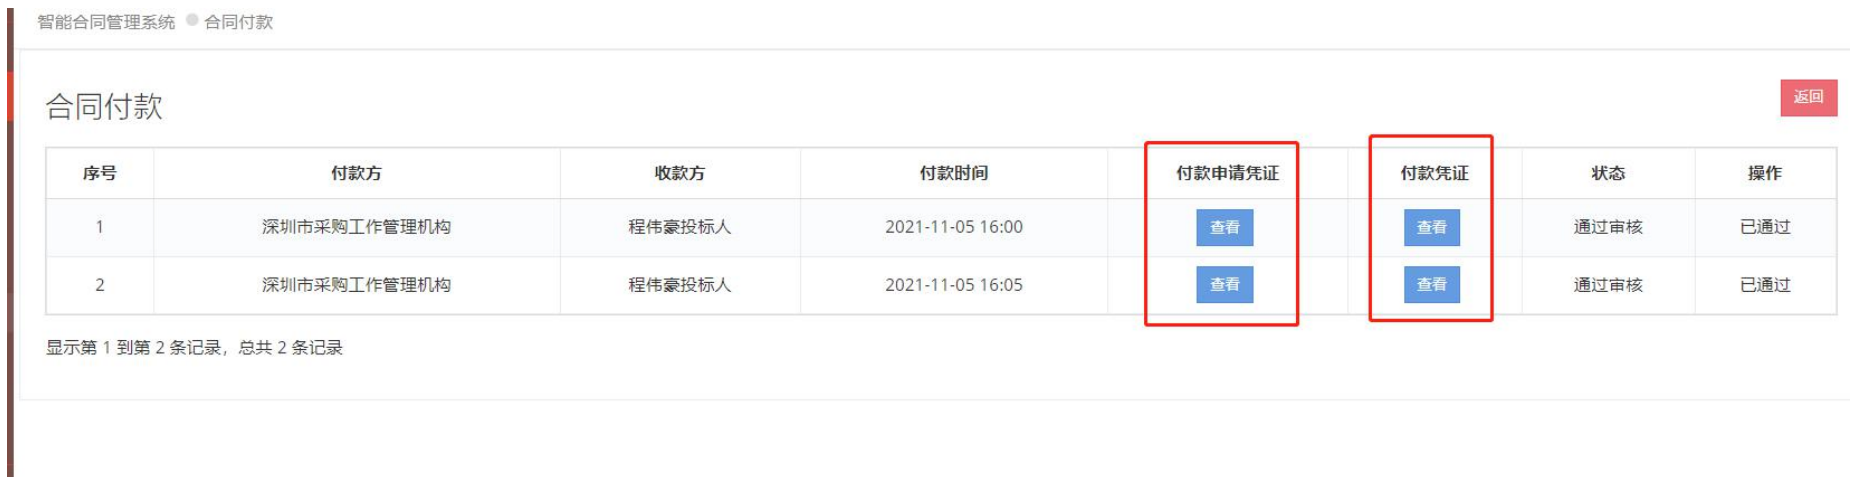 智能合同管理系统 合同付款
合同付款
返回
序号 付款方 收款方 付款时间 付款申请凭证 付款凭证 状态 操作
1 深圳市采购工作管理机构 程伟豪投标人 2021-11-05 16:00 查看 查看 通过审核 已通过
2 深圳市采购工作管理机构 程伟豪投标人 2021-11-05 16:05 查看 查看 通过审核 已通过
显示第 1 到第 2 条记录，总共 2 条记录